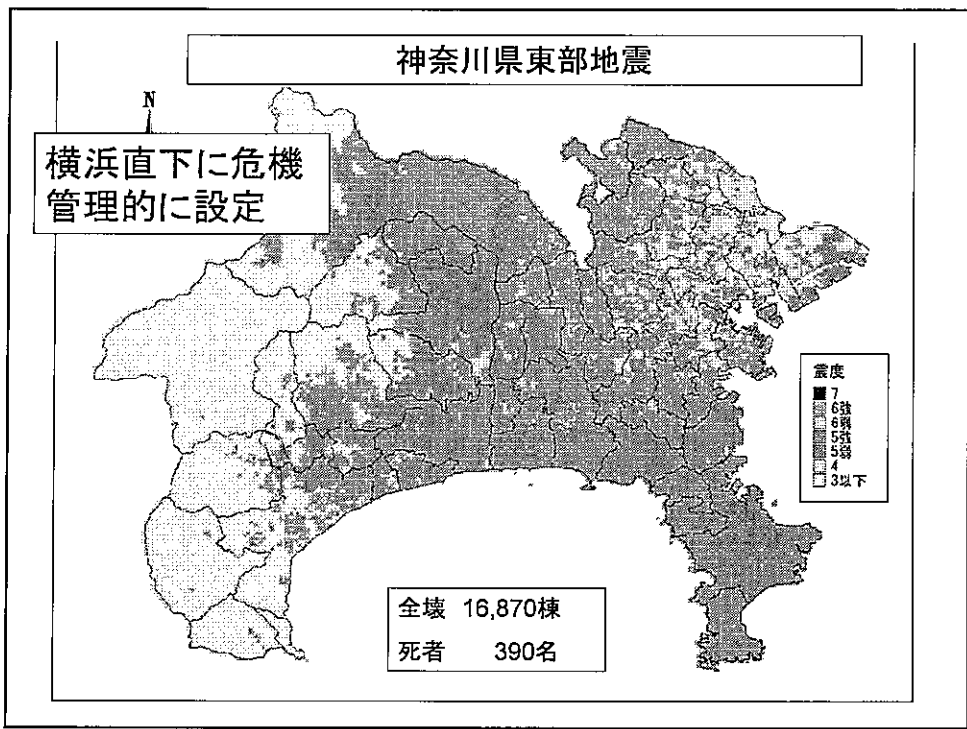 神奈川県東部地震
N
横浜直下に危機
管理的に設定
震度
7
6強
6弱
5強
5弱
4
3以下
全壊 16,870棟
死者 390名